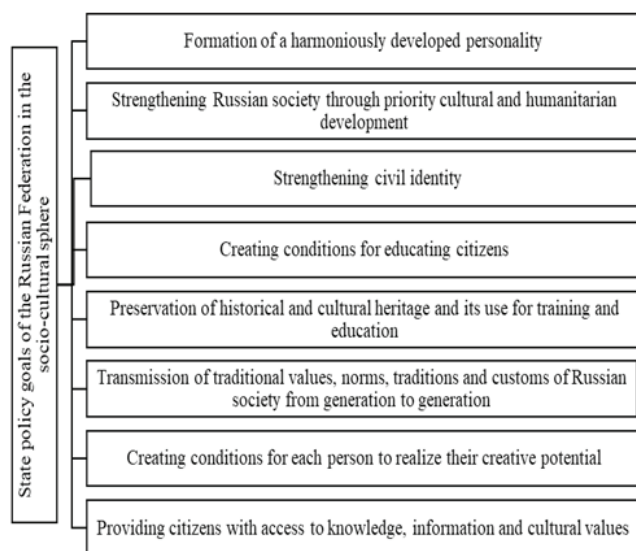 State policy goals of the Russian Federation in the
socio-cultural sphere
Formation of a harmoniously developed personality
Strengthening Russian society through priority cultural and humanitarian
development
Strengthening civil identity
Creating conditions for educating citizens
Preservation of historical and cultural heritage and its use for training and
education
Transmission of traditional values, norms, traditions and customs of Russian
society from generation to generation
Creating conditions for each person to realize their creative potential
Providing citizens with access to knowledge, information and cultural values